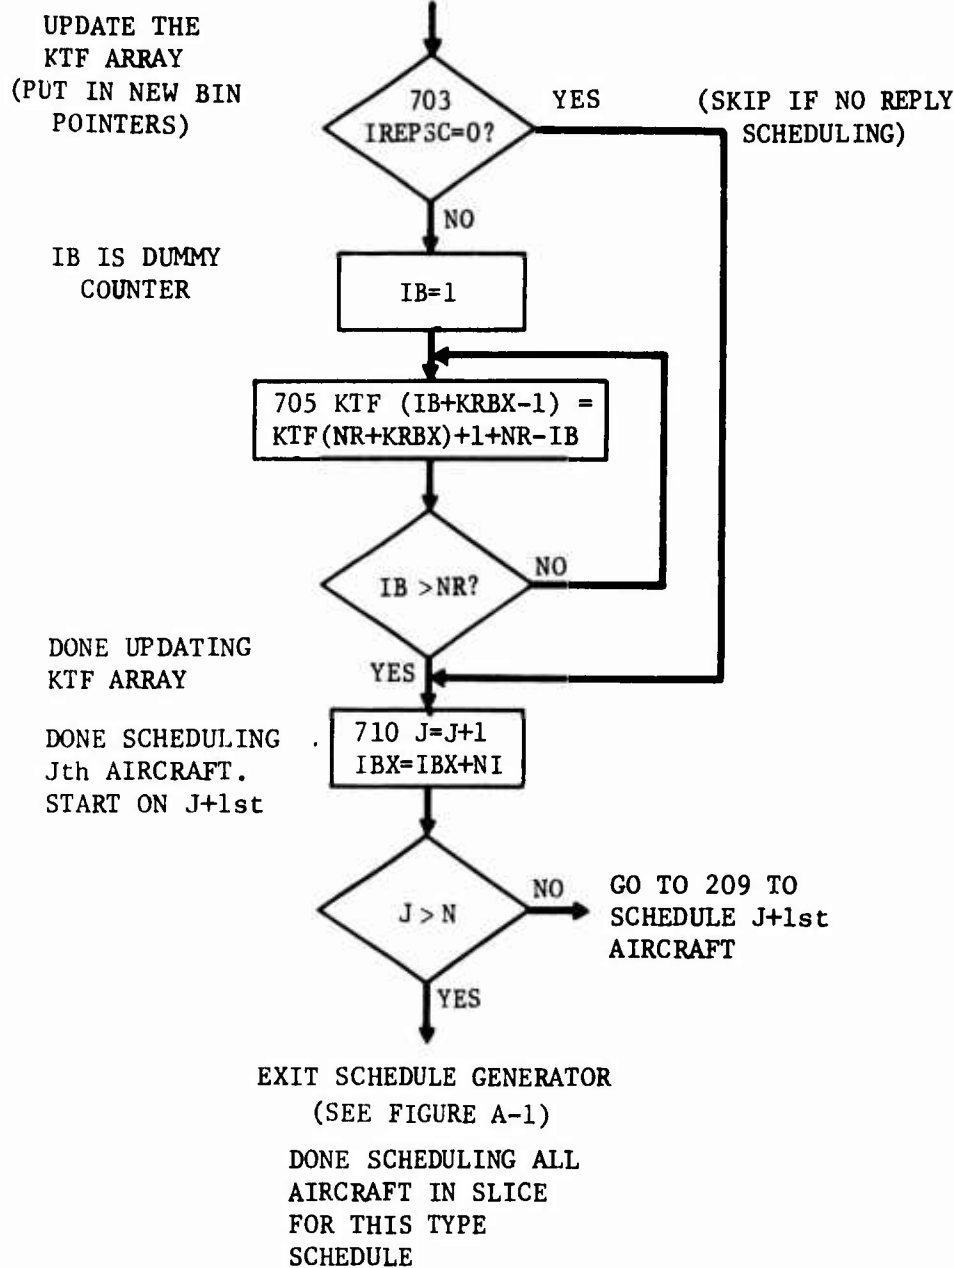 UPDATE THE
KTF ARRAY
(PUT IN NEW BIN
POINTERS)
703
IREPSC=0?
YES
(SKIP IF NO REPLY
SCHEDULING)
NO
IB IS DUMMY
COUNTER
IB=1
705 KTF (IB+KRBX-1) =
KTF(NR+KRBX)+1+NR-IB
IB >NR?
NO
DONE UPDATING
KTF ARRAY
YES
DONE SCHEDULING
Jth AIRCRAFT.
START ON J+1st
710 J=J+1
IBX=IBX+NI
J > N
NO
GO TO 209 TO
SCHEDULE J+1st
AIRCRAFT
YES
EXIT SCHEDULE GENERATOR
(SEE FIGURE A-1)
DONE SCHEDULING ALL
AIRCRAFT IN SLICE
FOR THIS TYPE
SCHEDULE